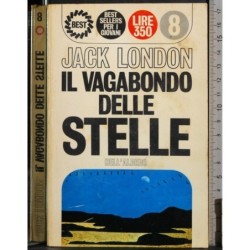 BEST
BEST
SELLERS
PER I
GIOVANI
LIRE
350
8
JACK LONDON
IL VAGABONDO
DELLE
STELLE
DELL'ALBERO
8
IL VAGABONDO DELLE STELLE